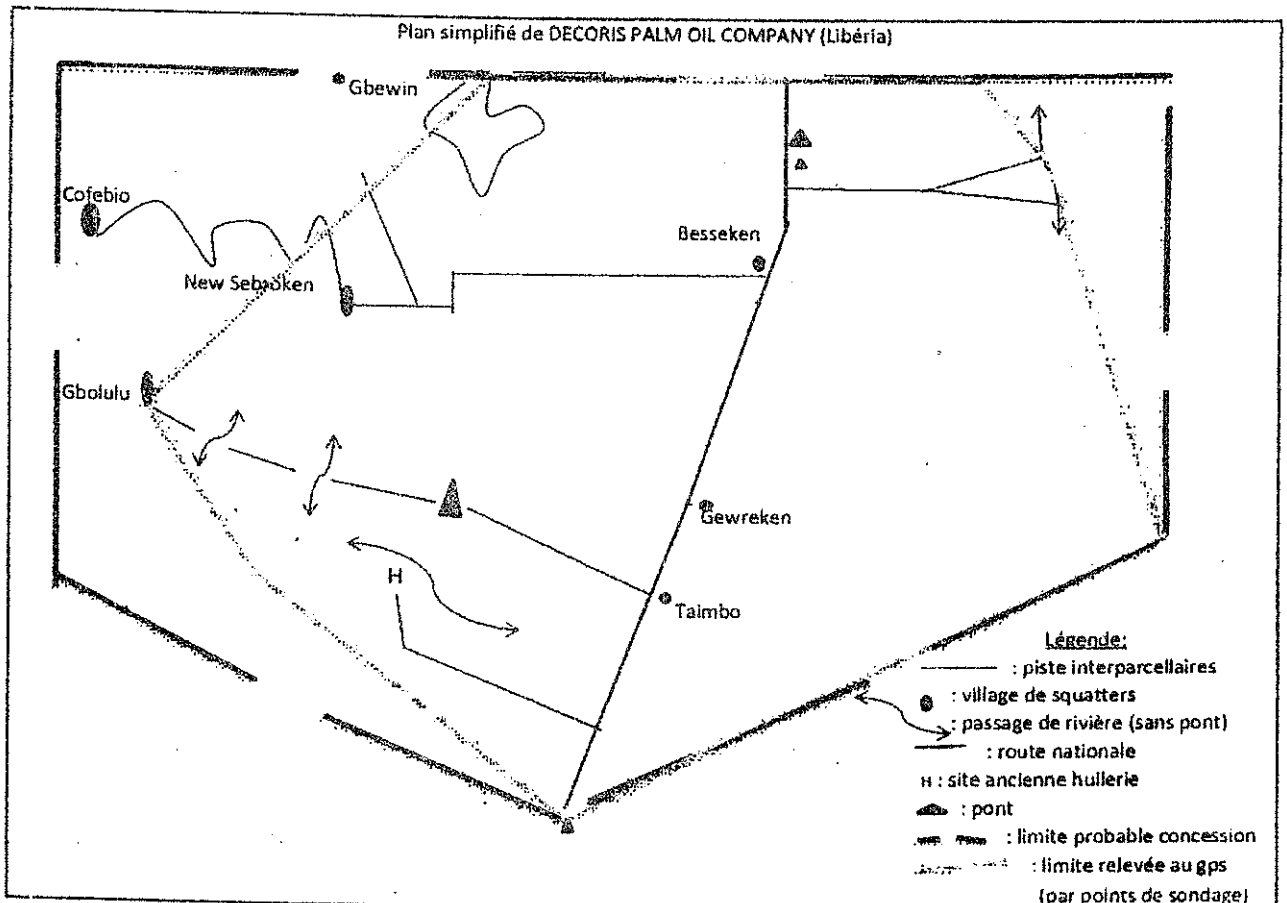 Plan simplifié de DECORIS PALM OIL COMPANY (Libéria)
Gbewin
Cofebio
Besseken
New Sebroken
Gbolulu
Gewreken
H
Taimbo
Légende:
: piste interparcellaires
: village de squatters
: passage de rivière (sans pont)
: route nationale
H : site ancienne huilerie
: pont
: limite probable concession
: limite relevée au gps
(par points de sondage)